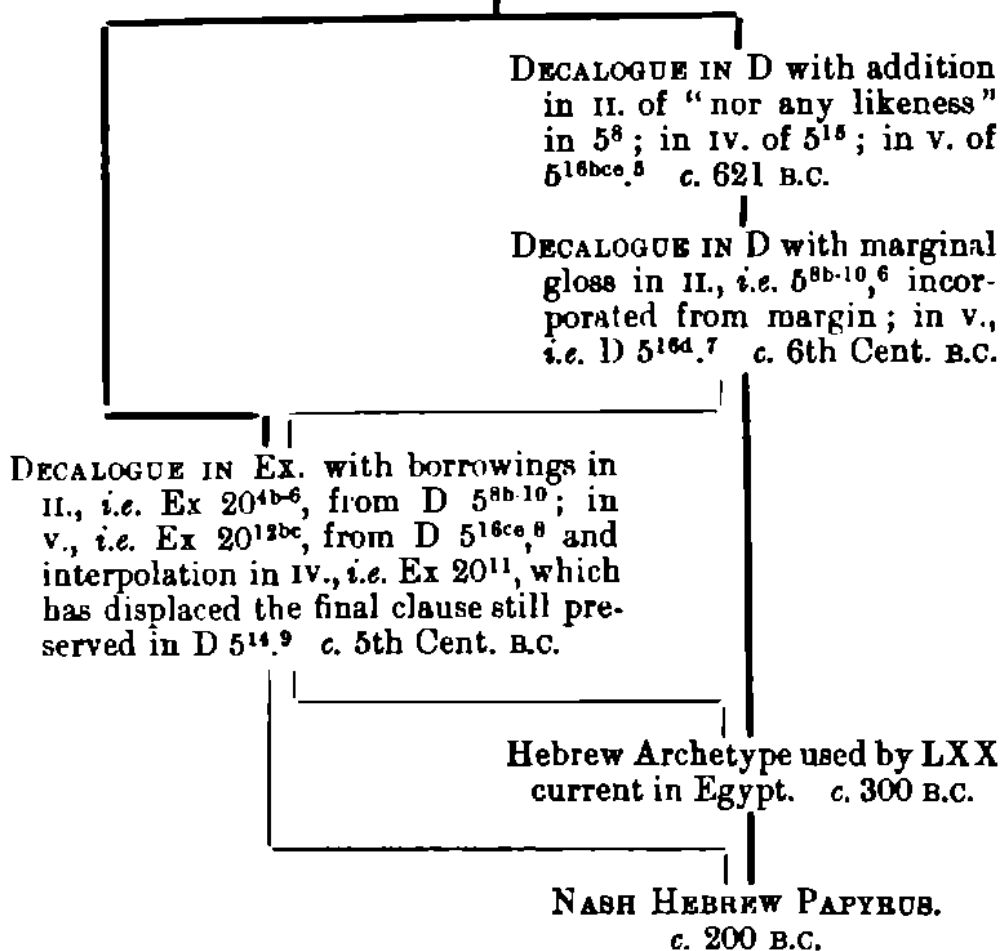 DECALOGUE IN D with addition
in II. of “nor any likeness”
in 5⁸ ; in IV. of 5¹⁵ ; in V. of
5¹⁶ᵇᶜᵉ.⁵ c. 621 B.C.
DECALOGUE IN D with marginal
gloss in II., i.e. 5⁸ᵇ⁻¹⁰,⁶ incor-
porated from margin ; in V.,
i.e. D 5¹⁶ᵈ.⁷ c. 6th Cent. B.C.
DECALOGUE IN EX. with borrowings in
II., i.e. Ex 20⁴ᵇ⁻⁶, from D 5⁸ᵇ⁻¹⁰ ; in
V., i.e. Ex 20¹²ᵇᶜ, from D 5¹⁶ᶜᵉ,⁸ and
interpolation in IV., i.e. Ex 20¹¹, which
has displaced the final clause still pre-
served in D 5¹⁴.⁹ c. 5th Cent. B.C.
Hebrew Archetype used by LXX
current in Egypt. c. 300 B.C.
NASH HEBREW PAPYRUS.
c. 200 B.C.